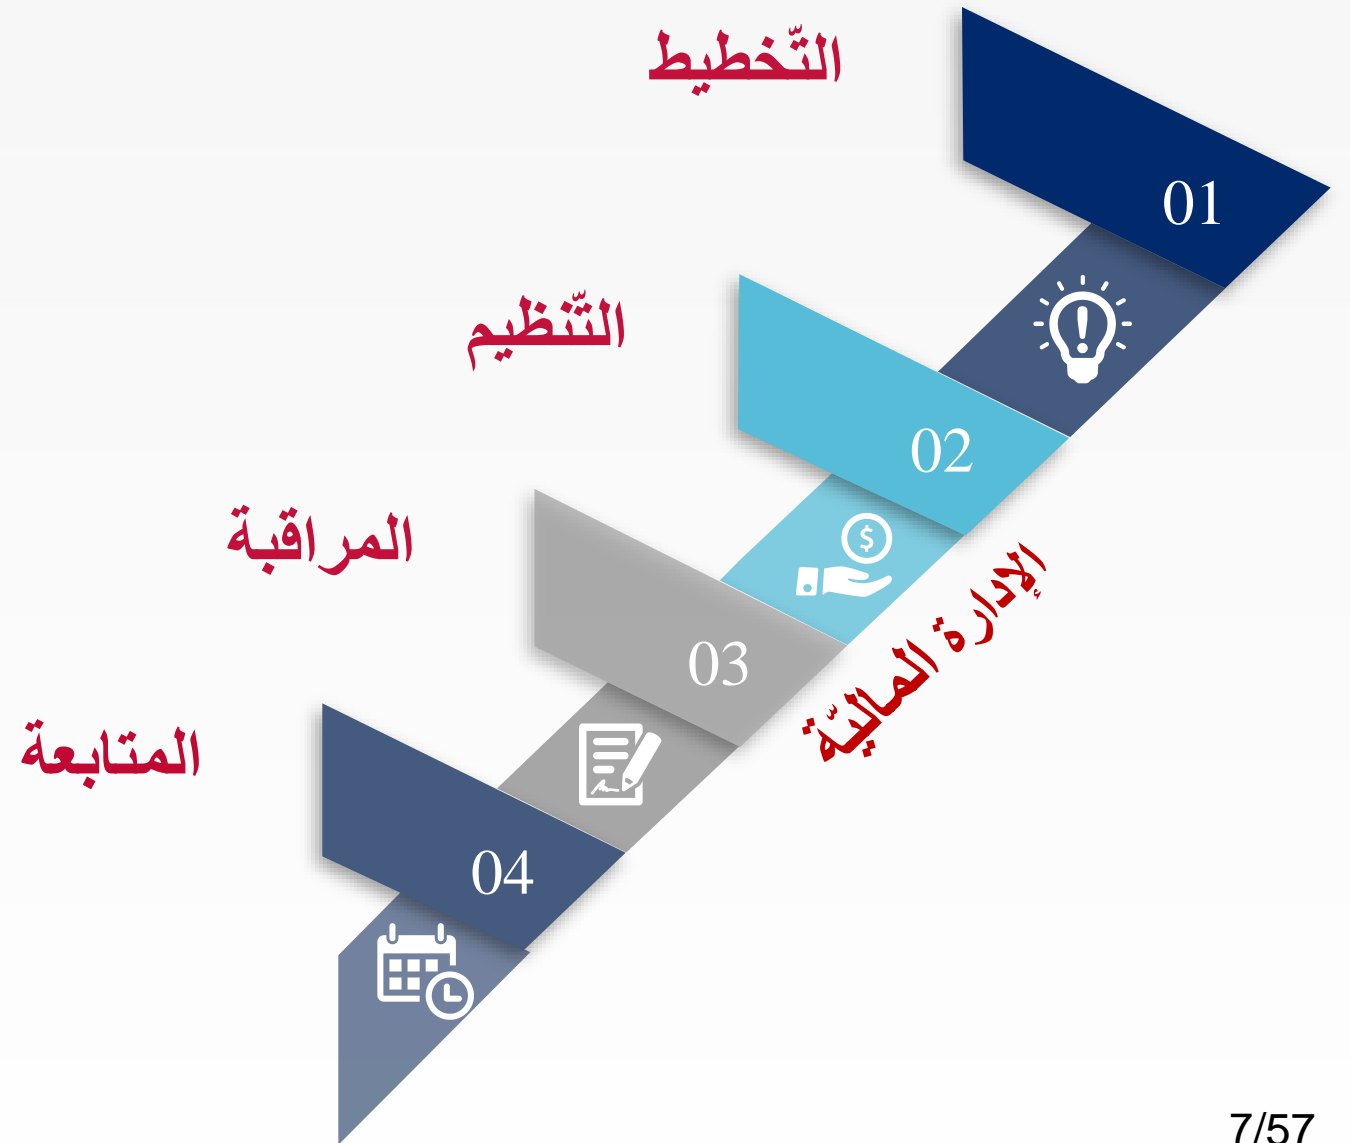 التّخطيط
01
التّنظيم
02
المراقبة
03
الإدارة الماليّة
المتابعة
04
7/57